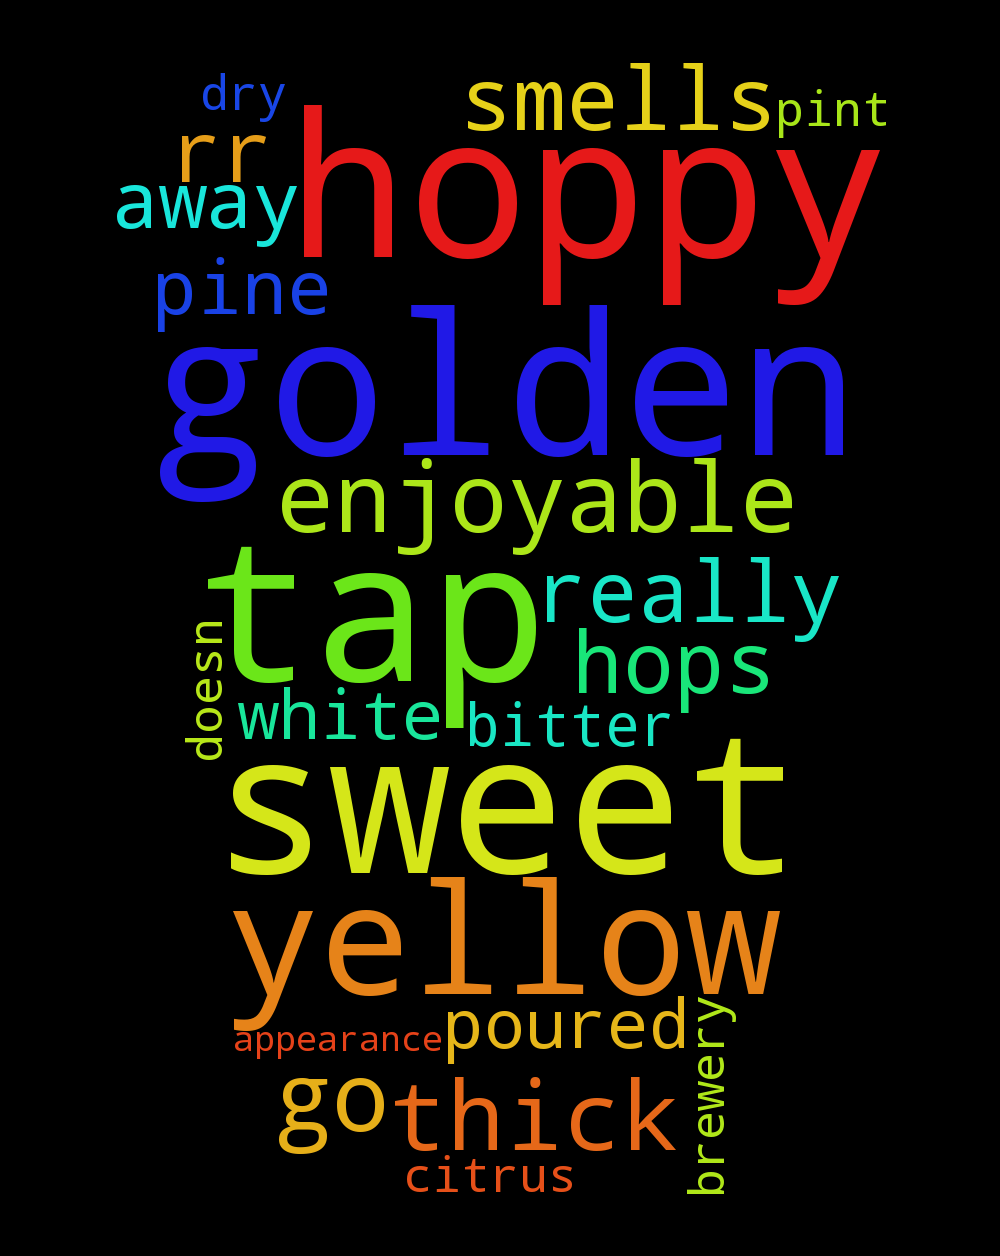 dry
smells
pint
rr
hoppy
away
pine
golden
enjoyable
tap
really
doesn
hops
white
bitter
sweet
yellow
poured
brewery
appearance
go
thick
citrus